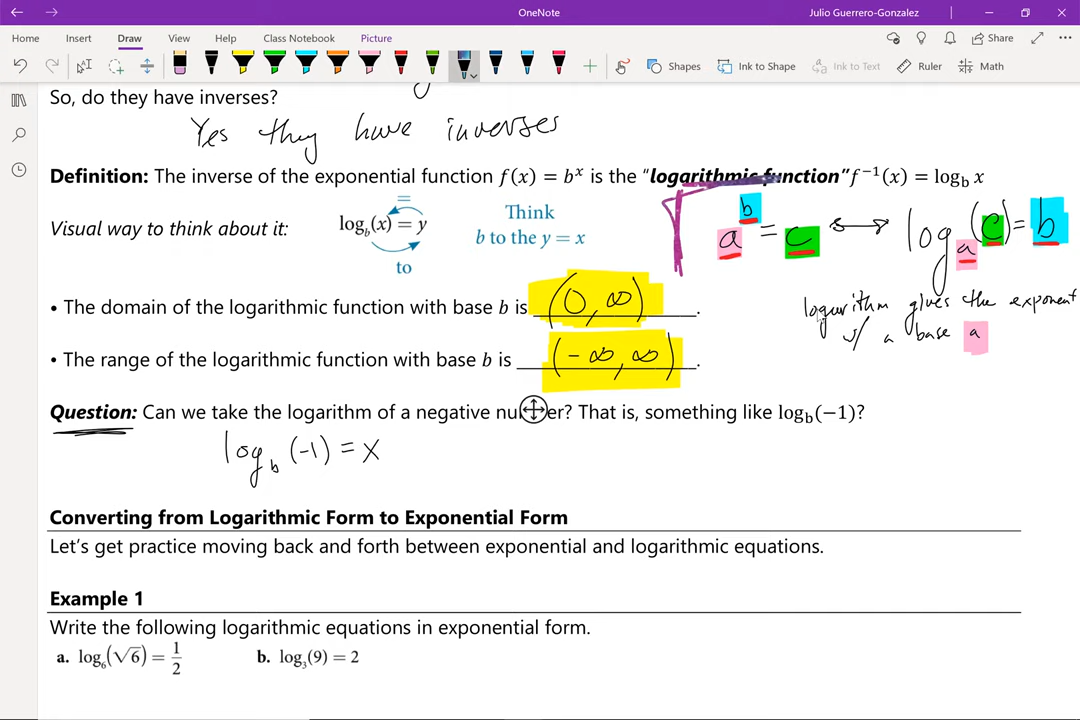 OneNote
Julio Guerrero-Gonzalez
Home Insert Draw View Help Class Notebook Picture Share
Shapes Ink to Shape Ink to Text Ruler Math
So, do they have inverses?
Yes they have inverses
Definition: The inverse of the exponential function f(x) = bˣ is the "logarithmic function" f⁻¹(x) = log_b x
Visual way to think about it:
=
log_b(x) = y
to
Think
b to the y = x
a^b = c ↔ log_a(c) = b
logarithm gives the exponent
w/ a base a
• The domain of the logarithmic function with base b is (0, ∞).
• The range of the logarithmic function with base b is (-∞, ∞).
Question: Can we take the logarithm of a negative number? That is, something like log_b(−1)?
log_b (-1) = x
Converting from Logarithmic Form to Exponential Form
Let's get practice moving back and forth between exponential and logarithmic equations.
Example 1
Write the following logarithmic equations in exponential form.
a. log₆(√6) = 1/2 b. log₃(9) = 2